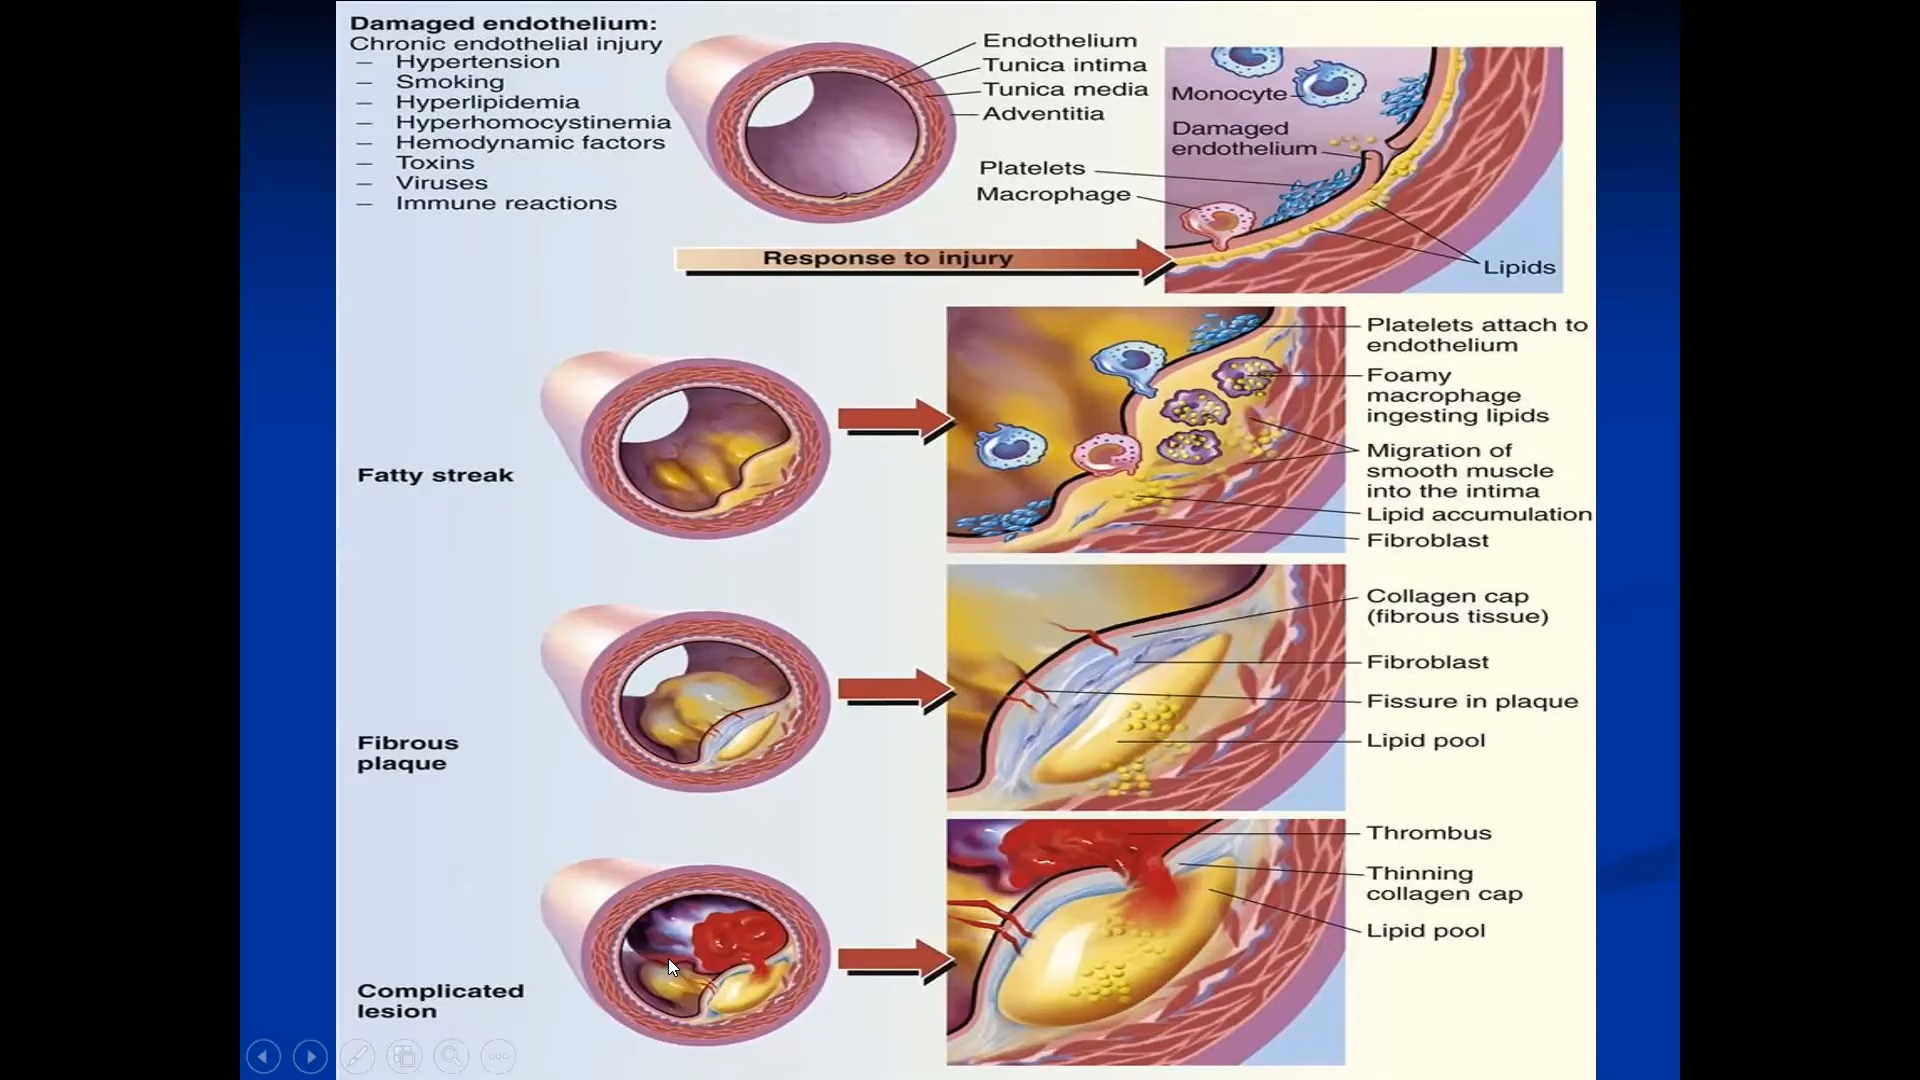 Damaged endothelium:
Chronic endothelial injury
– Hypertension
– Smoking
– Hyperlipidemia
– Hyperhomocystinemia
– Hemodynamic factors
– Toxins
– Viruses
– Immune reactions
Endothelium
Tunica intima
Tunica media
Adventitia
Monocyte
Damaged
endothelium
Platelets
Macrophage
Lipids
Response to injury
Fatty streak
Platelets attach to
endothelium
Foamy
macrophage
ingesting lipids
Migration of
smooth muscle
into the intima
Lipid accumulation
Fibroblast
Fibrous
plaque
Collagen cap
(fibrous tissue)
Fibroblast
Fissure in plaque
Lipid pool
Complicated
lesion
Thrombus
Thinning
collagen cap
Lipid pool